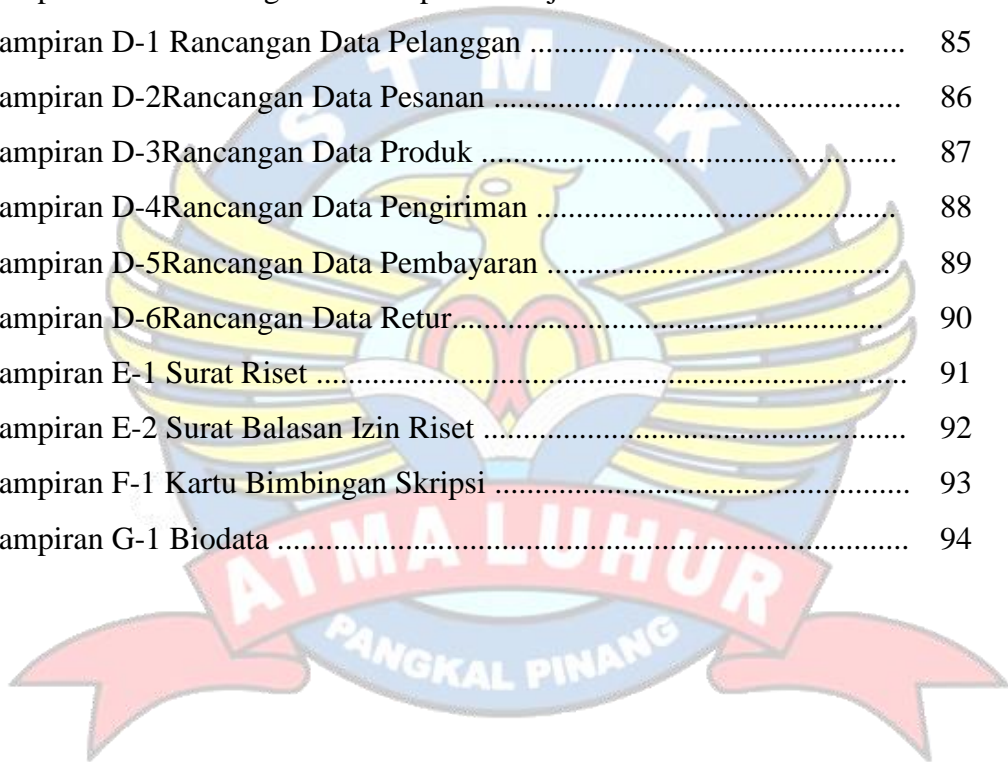 ampiran D-1 Rancangan Data Pelanggan ............................................. 85
ampiran D-2Rancangan Data Pesanan ................................................. 86
ampiran D-3Rancangan Data Produk .................................................. 87
ampiran D-4Rancangan Data Pengiriman ........................................... 88
ampiran D-5Rancangan Data Pembayaran ......................................... 89
ampiran D-6Rancangan Data Retur.................................................... 90
ampiran E-1 Surat Riset ....................................................................... 91
ampiran E-2 Surat Balasan Izin Riset ................................................... 92
ampiran F-1 Kartu Bimbingan Skripsi .................................................. 93
ampiran G-1 Biodata ............................................................................ 94
STMIK
ATMA LUHUR
PANGKAL PINANG